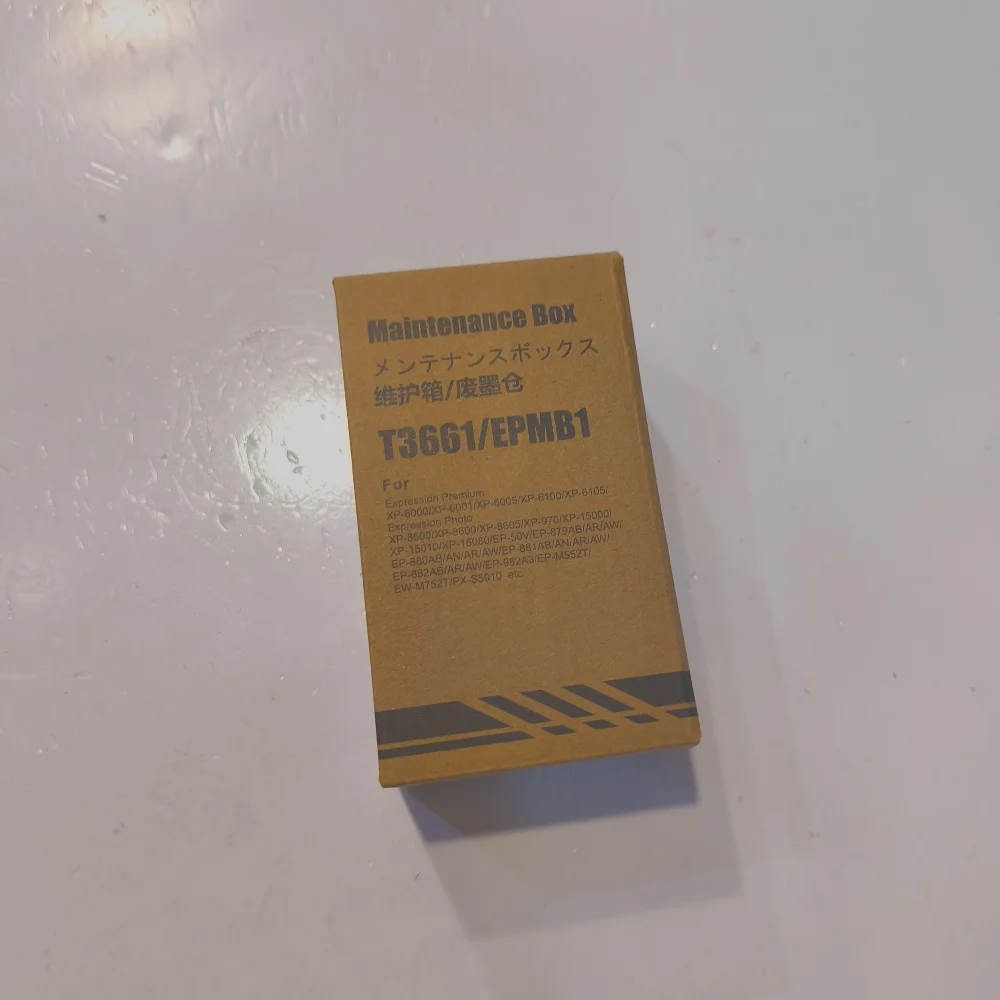 Maintenance Box
メンテナンスボックス
维护箱/废墨仓
T3661/EPMB1
For
Expression Premium
XP-6000/XP-6001/XP-6005/XP-6100/XP-6105/
Expression Photo
XP-8500/XP-8600/XP-8605/XP-970/XP-15000/
XP-15010/XP-15080/EP-50V/EP-879AB/AR/AW/
EP-880AB/AN/AR/AW/EP-881AB/AN/AR/AW/
EP-882AB/AR/AW/EP-982A3/EP-M552T/
EW-M752T/PX-S5010 etc.